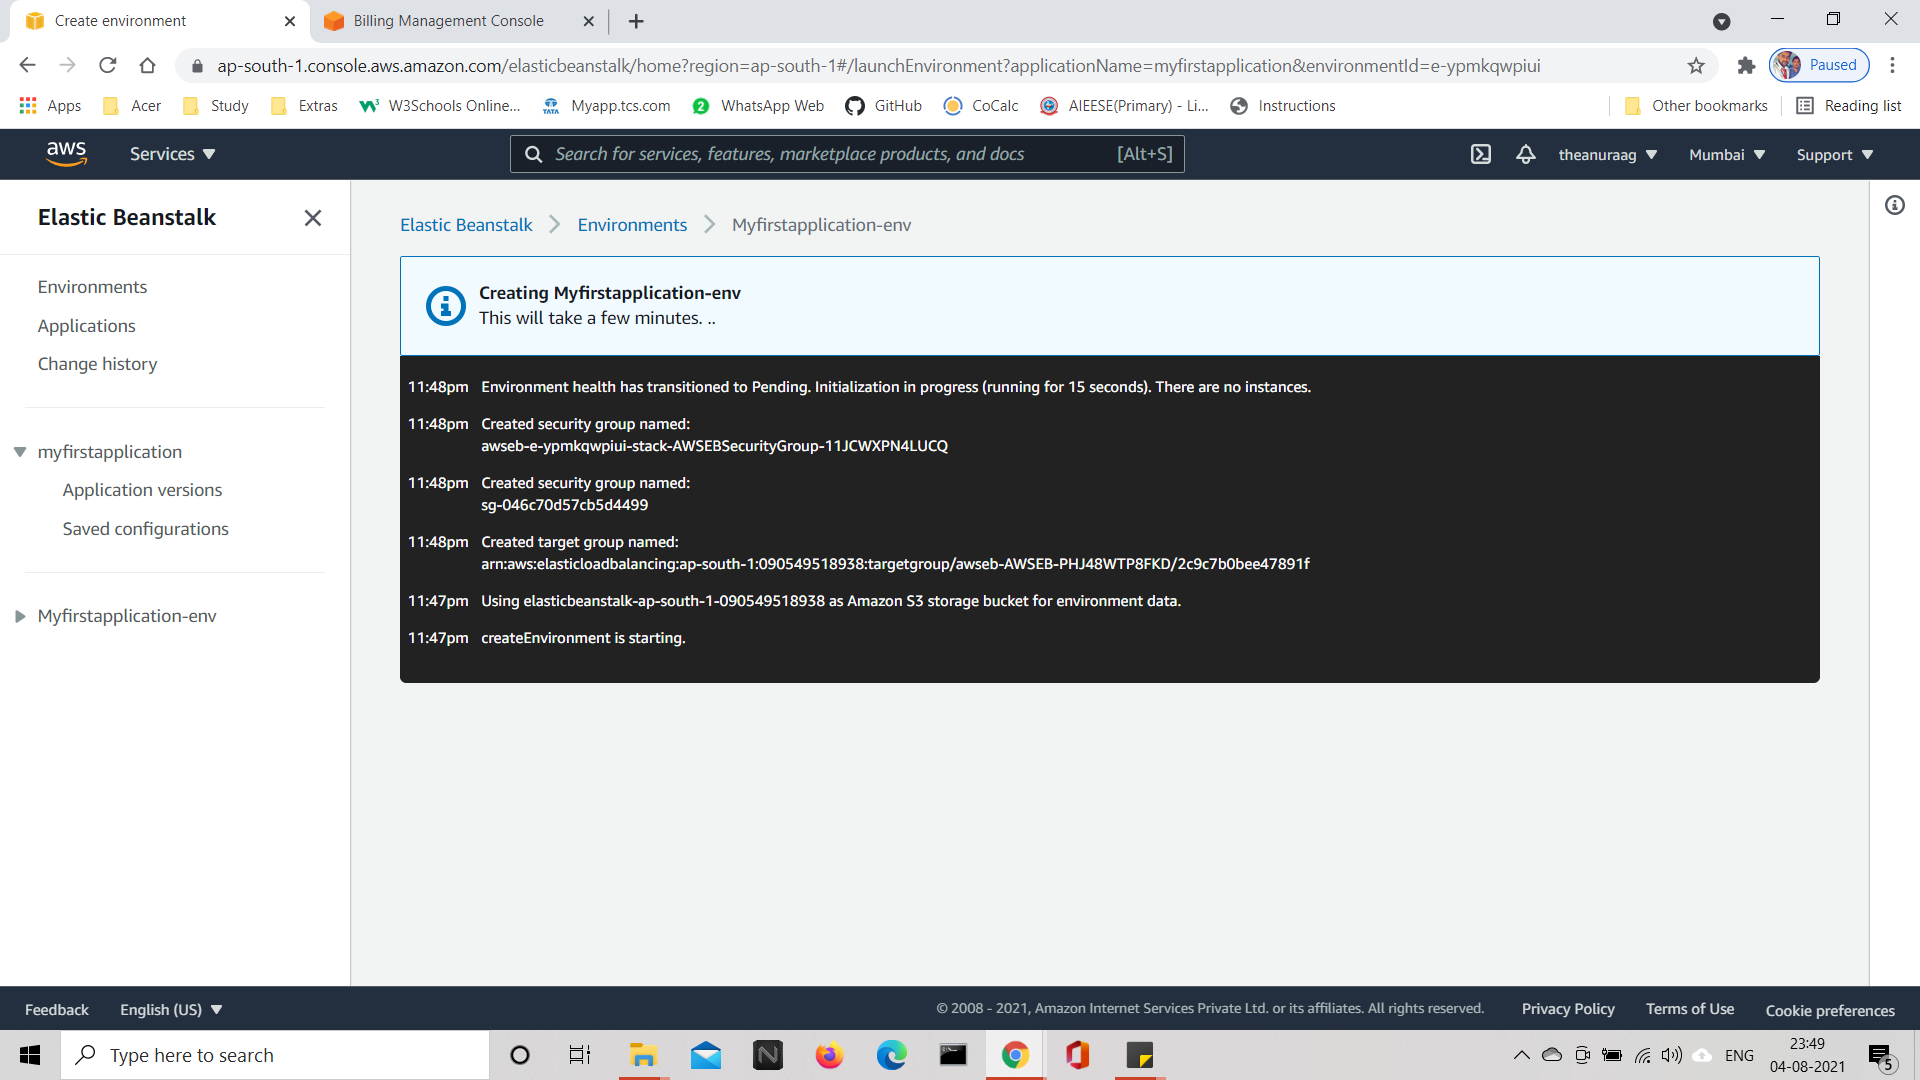 Create environment
Billing Management Console
ap-south-1.console.aws.amazon.com/elasticbeanstalk/home?region=ap-south-1#/launchEnvironment?applicationName=myfirstapplication&environmentId=e-ypmkqwpiui
Paused
Apps Acer Study Extras W3Schools Online... Myapp.tcs.com WhatsApp Web GitHub CoCalc AIEESE(Primary) - Li... Instructions Other bookmarks Reading list
aws Services Search for services, features, marketplace products, and docs [Alt+S] theanuraag Mumbai Support
Elastic Beanstalk
Environments
Applications
Change history
myfirstapplication
Application versions
Saved configurations
Myfirstapplication-env
Elastic Beanstalk Environments Myfirstapplication-env
Creating Myfirstapplication-env
This will take a few minutes. ..
11:48pm Environment health has transitioned to Pending. Initialization in progress (running for 15 seconds). There are no instances.
11:48pm Created security group named:
awseb-e-ypmkqwpiui-stack-AWSEBSecurityGroup-11JCWXPN4LUCQ
11:48pm Created security group named:
sg-046c70d57cb5d4499
11:48pm Created target group named:
arn:aws:elasticloadbalancing:ap-south-1:090549518938:targetgroup/awseb-AWSEB-PHJ48WTP8FKD/2c9c7b0bee47891f
11:47pm Using elasticbeanstalk-ap-south-1-090549518938 as Amazon S3 storage bucket for environment data.
11:47pm createEnvironment is starting.
Feedback English (US) © 2008 - 2021, Amazon Internet Services Private Ltd. or its affiliates. All rights reserved. Privacy Policy Terms of Use Cookie preferences
Type here to search
ENG
23:49
04-08-2021
5